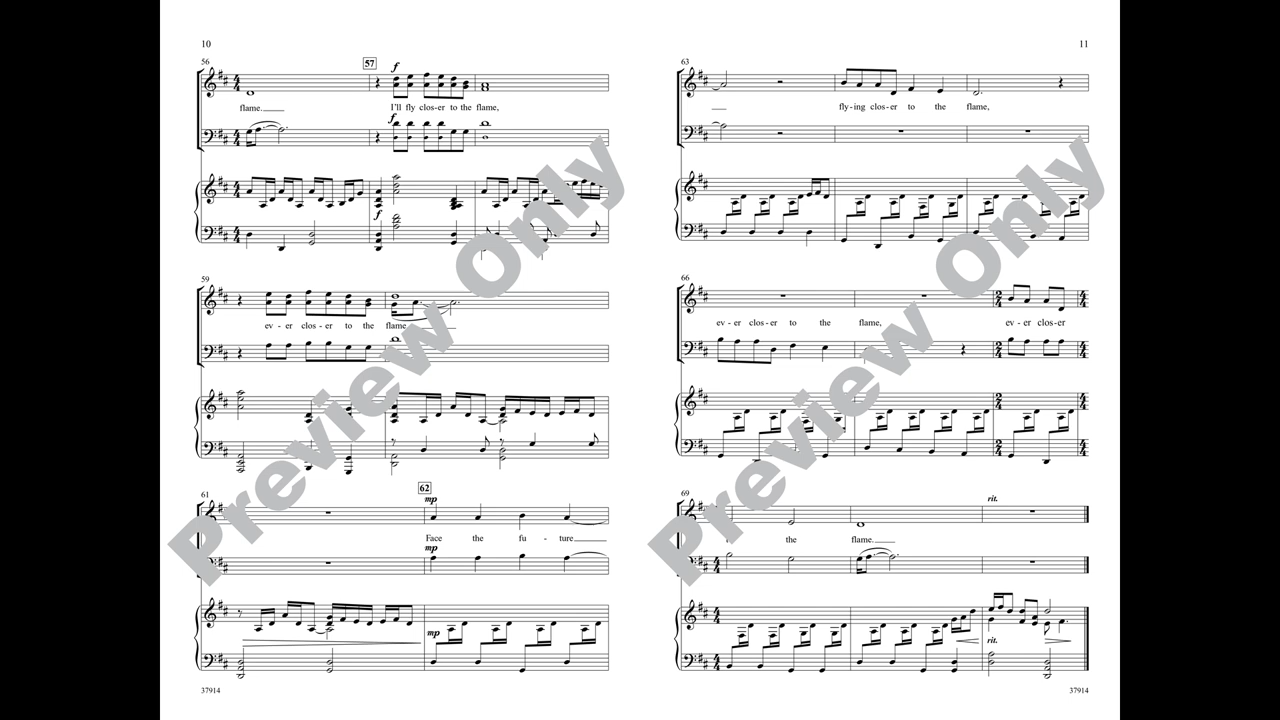 10
56
57
f
flame.
I'll fly clos-er to the flame,
f
f
59
ev - er clos-er to the flame
61
62
mp
Face the fu - ture
mp
mp
37914
Preview Only
11
63
fly-ing clos-er to the flame,
66
ev-er clos-er to the flame,
ev-er clos-er
69
rit.
the flame.
rit.
37914
Preview Only